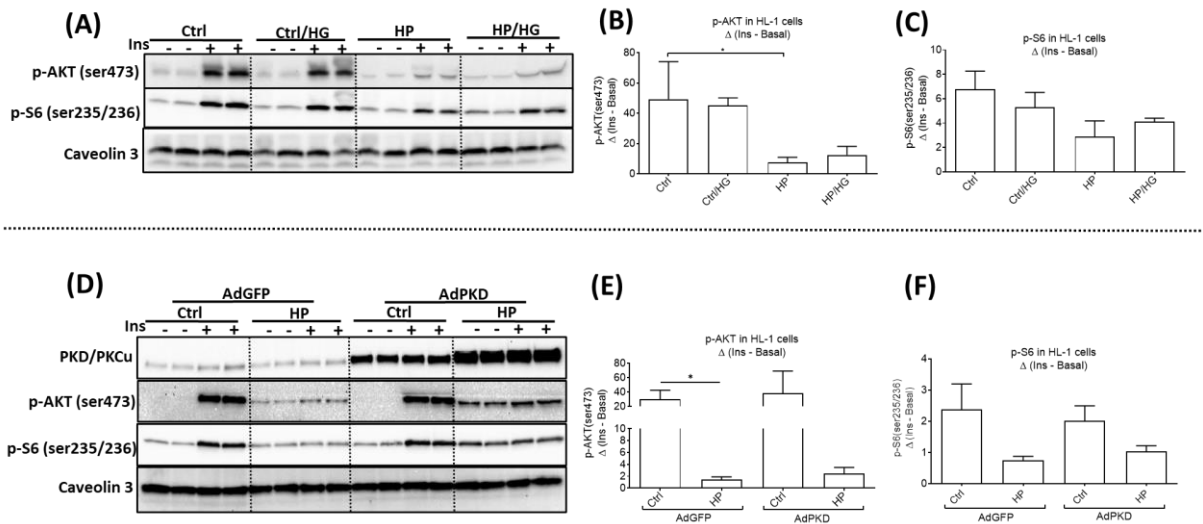 (A)
Ctrl Ctrl/HG HP HP/HG
Ins - - + + - - + + - - + + - - + +
p-AKT (ser473)
p-S6 (ser235/236)
Caveolin 3
(B)
p-AKT in HL-1 cells
Δ (Ins - Basal)
p-AKT(ser473)
Δ (Ins - Basal)
80
60
40
20
0
*
Ctrl Ctrl/HG HP HP/HG
(C)
p-S6 in HL-1 cells
Δ (Ins - Basal)
p-S6(ser235/236)
Δ (Ins - Basal)
10
8
6
4
2
0
Ctrl Ctrl/HG HP HP/HG
(D)
AdGFP AdPKD
Ctrl HP Ctrl HP
Ins - - + + - - + + - - + + - - + +
PKD/PKCu
p-AKT (ser473)
p-S6 (ser235/236)
Caveolin 3
(E)
p-AKT in HL-1 cells
Δ (Ins - Basal)
p-AKT(ser473)
Δ (Ins - Basal)
80
60
40
20
10
8
6
4
2
0
*
Ctrl HP Ctrl HP
AdGFP AdPKD
(F)
p-S6 in HL-1 cells
Δ (Ins - Basal)
p-S6(ser235/236)
Δ (Ins - Basal)
4
3
2
1
0
Ctrl HP Ctrl HP
AdGFP AdPKD